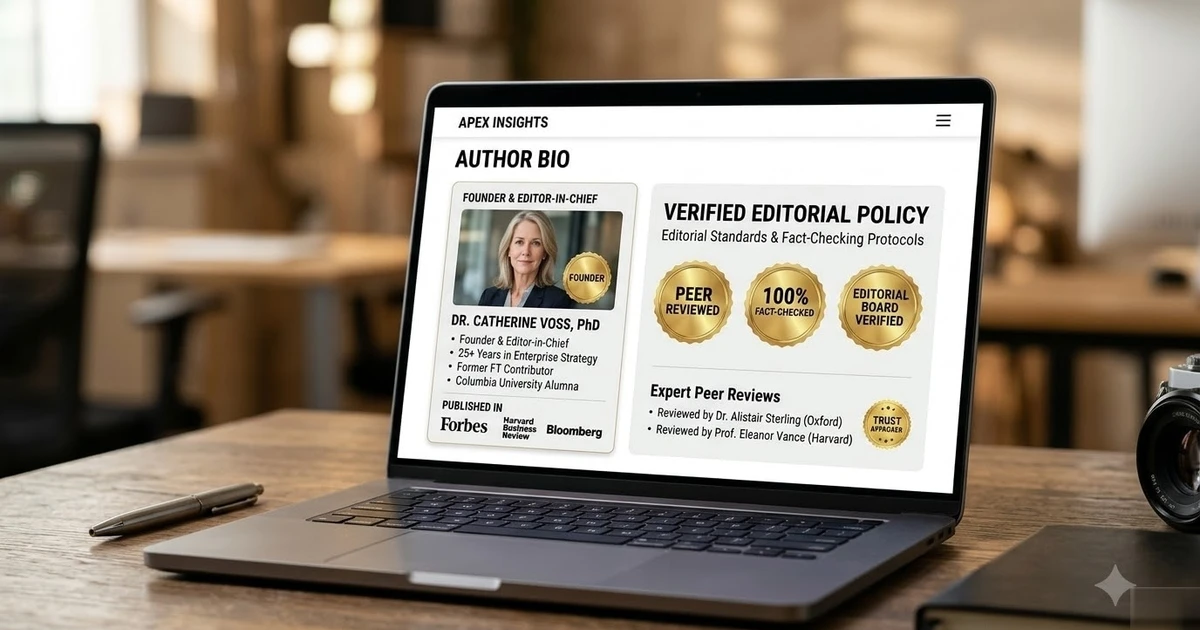 APEX INSIGHTS
AUTHOR BIO
FOUNDER & EDITOR-IN-CHIEF
FOUNDER
DR. CATHERINE VOSS, PhD
• Founder & Editor-in-Chief
• 25+ Years in Enterprise Strategy
• Former FT Contributor
• Columbia University Alumna
PUBLISHED IN
Forbes
Harvard
Business
Neview
Bloomberg
VERIFIED EDITORIAL POLICY
Editorial Standards & Fact-Checking Protocols
PEER
REVIEWED
100%
FACT-CHECKED
EDITORIAL
BOARD
VERIFIED
Expert Peer Reviews
• Reviewed by Dr. Alistair Sterling (Oxford)
• Reviewed by Prof. Eleanor Vance (Harvard)
TRUST